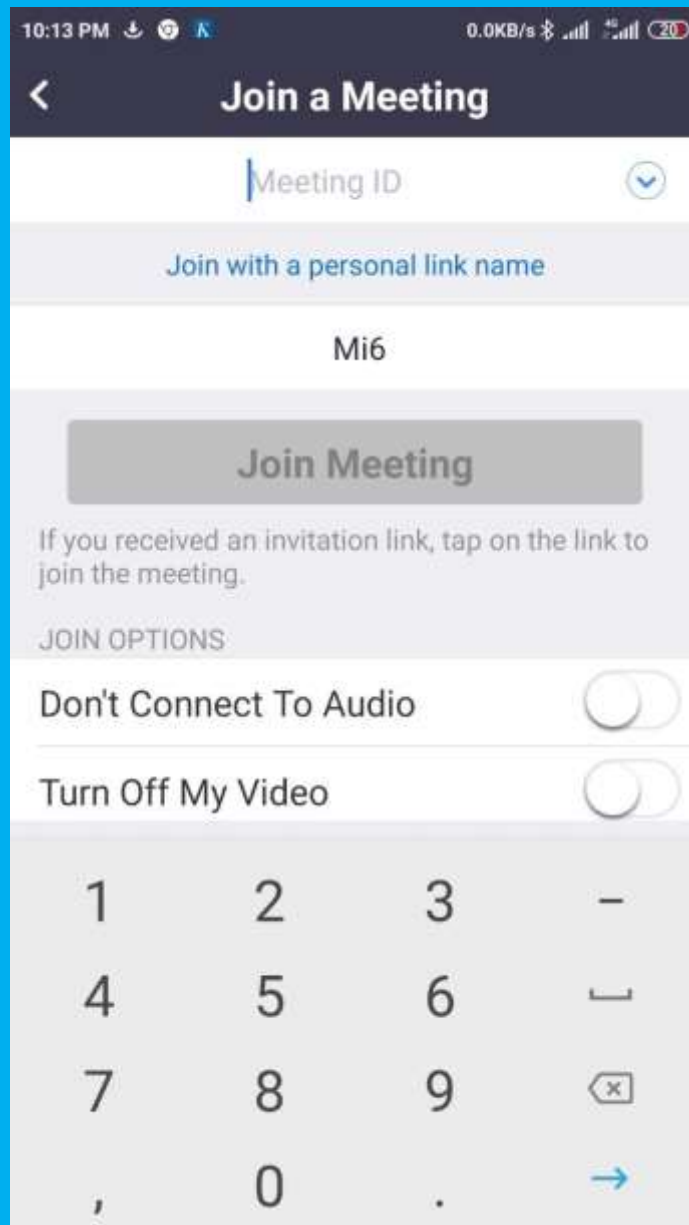 10:13 PM K 0.0KB/s 4G 20
Join a Meeting
Meeting ID
Join with a personal link name
Mi6
Join Meeting
If you received an invitation link, tap on the link to
join the meeting.
JOIN OPTIONS
Don't Connect To Audio
Turn Off My Video
1 2 3 -
4 5 6
7 8 9
, 0 .